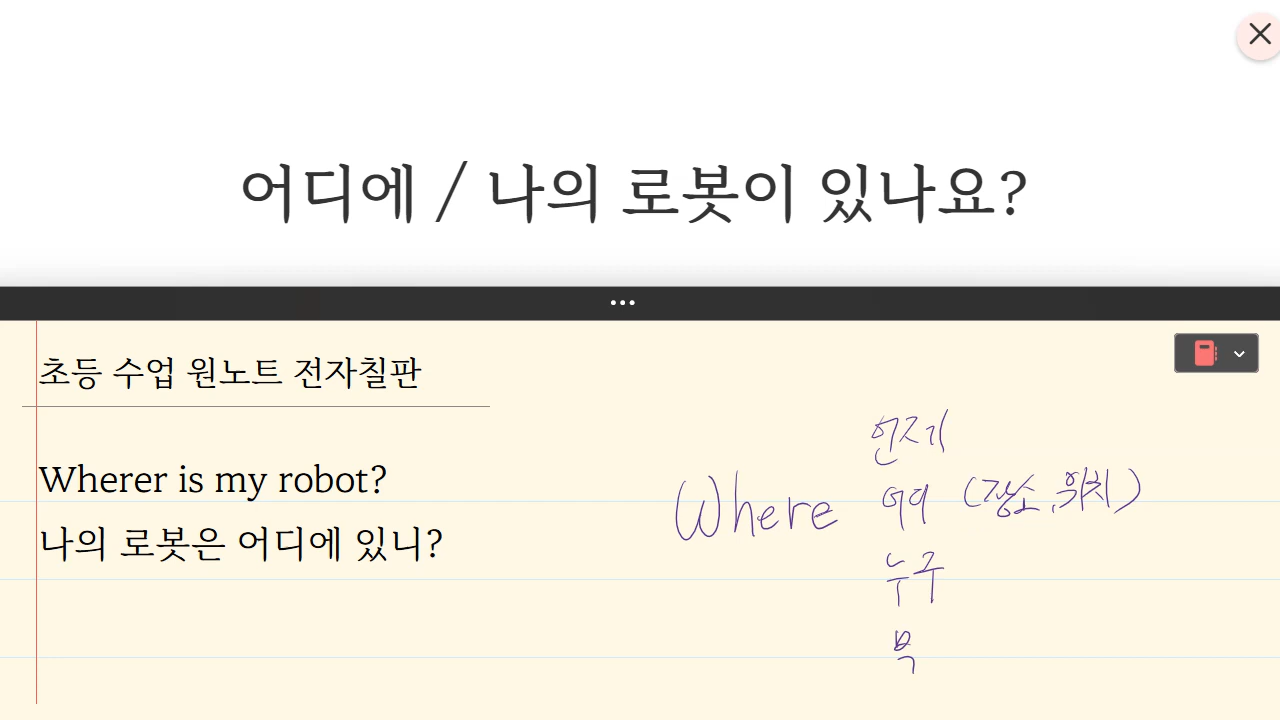 어디에 / 나의 로봇이 있나요?
초등 수업 원노트 전자칠판
Wherer is my robot?
나의 로봇은 어디에 있니?
언제
Where 어디 (장소, 위치)
누구